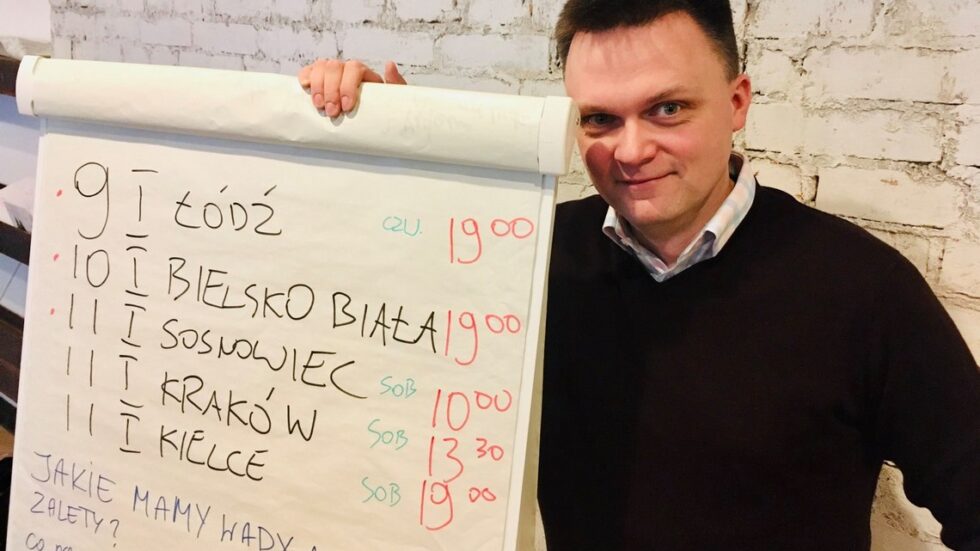 • 9 I ŁÓDŹ CZW. 19 00
• 10 I BIELSKO BIAŁA 19 00
• 11 I SOSNOWIEC SOB 10 00
11 I KRAKÓW SOB 13 30
11 I KIELCE SOB 19 00
JAKIE MAMY WADY
ZALETY?
CO